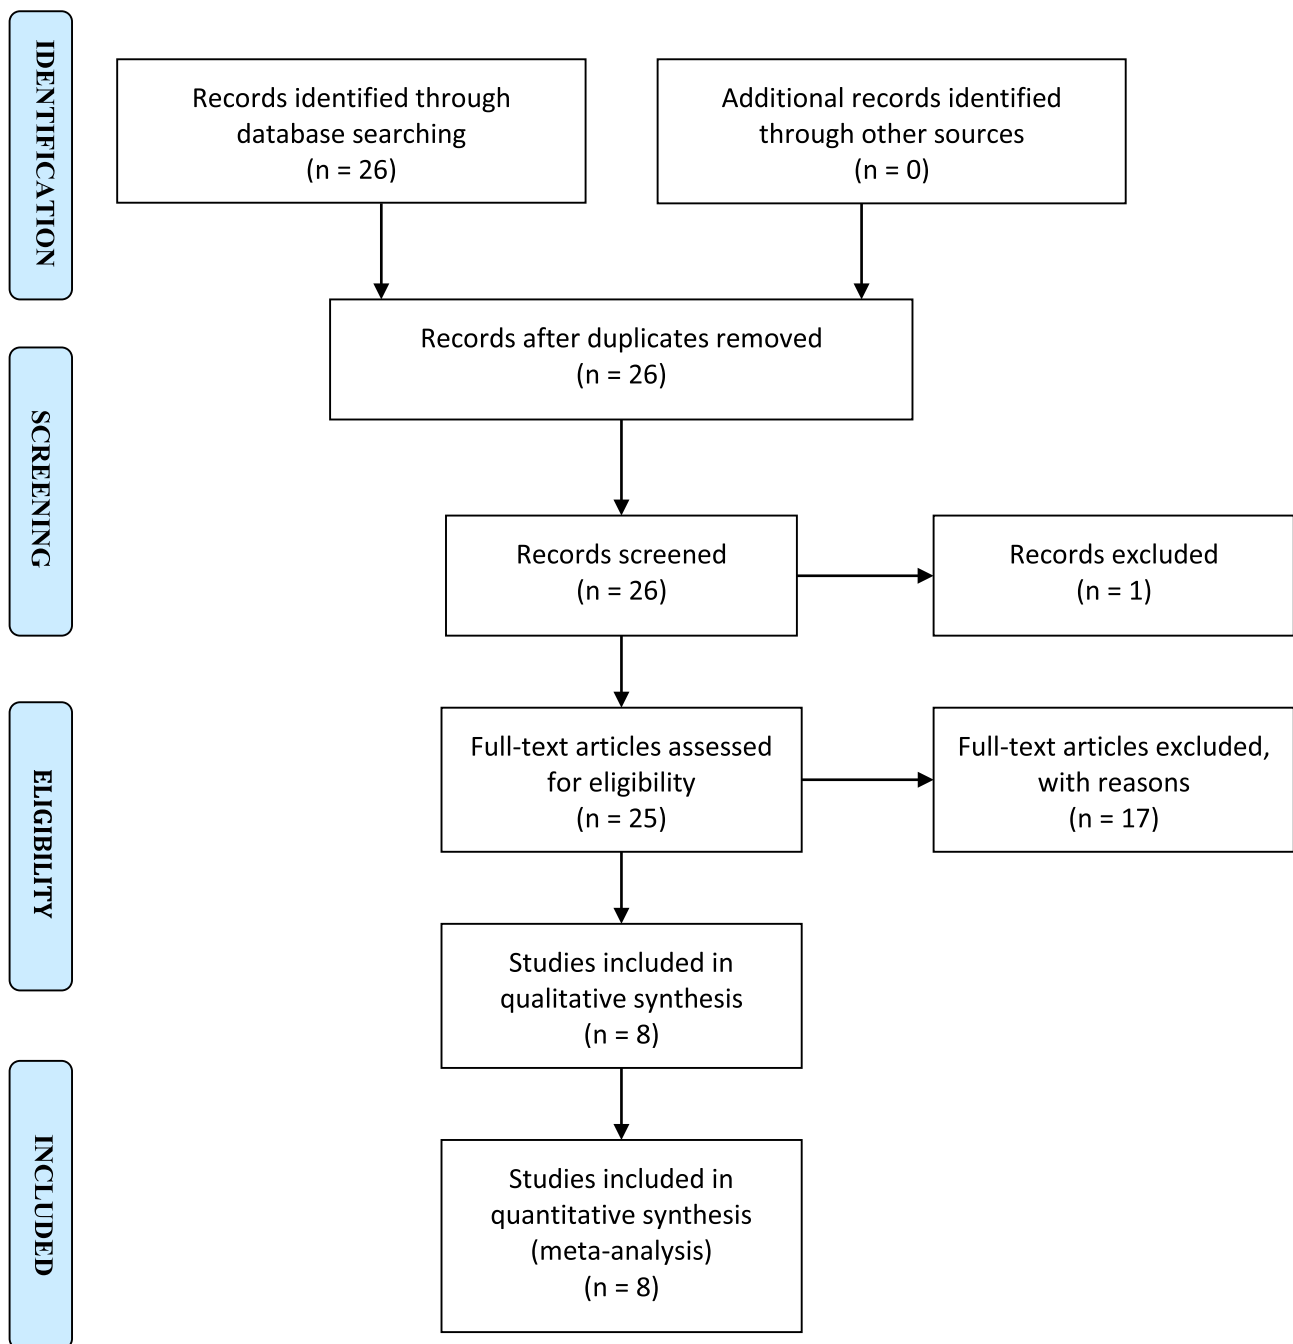 IDENTIFICATION
Records identified through
database searching
(n = 26)
Additional records identified
through other sources
(n = 0)
Records after duplicates removed
(n = 26)
SCREENING
Records screened
(n = 26)
Records excluded
(n = 1)
ELIGIBILITY
Full-text articles assessed
for eligibility
(n = 25)
Full-text articles excluded,
with reasons
(n = 17)
Studies included in
qualitative synthesis
(n = 8)
INCLUDED
Studies included in
quantitative synthesis
(meta-analysis)
(n = 8)